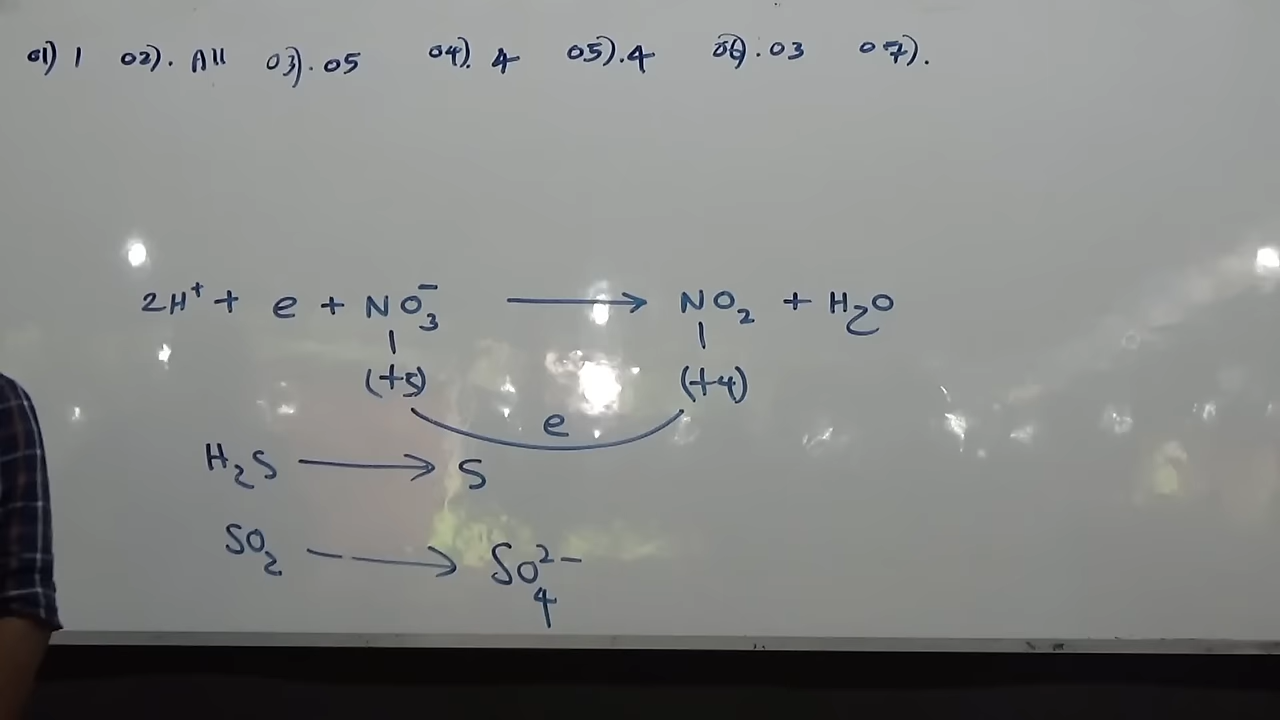 01) 1 02). All 03). 05 04). 4 05). 4 06). 03 07).
2H⁺ + e + NO₃⁻ ⟶ NO₂ + H₂O
(+5) (+4)
e
H₂S ⟶ S
SO₂ ⟶ SO₄²⁻